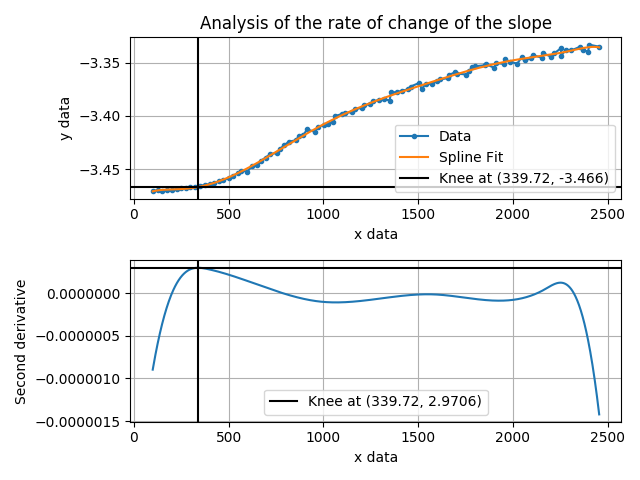 Analysis of the rate of change of the slope
y data
−3.35
−3.40
−3.45
Data
Spline Fit
Knee at (339.72, -3.466)
0
500
1000
1500
2000
2500
x data
Second derivative
0.0000000
−0.0000005
−0.0000010
−0.0000015
Knee at (339.72, 2.9706)
0
500
1000
1500
2000
2500
x data